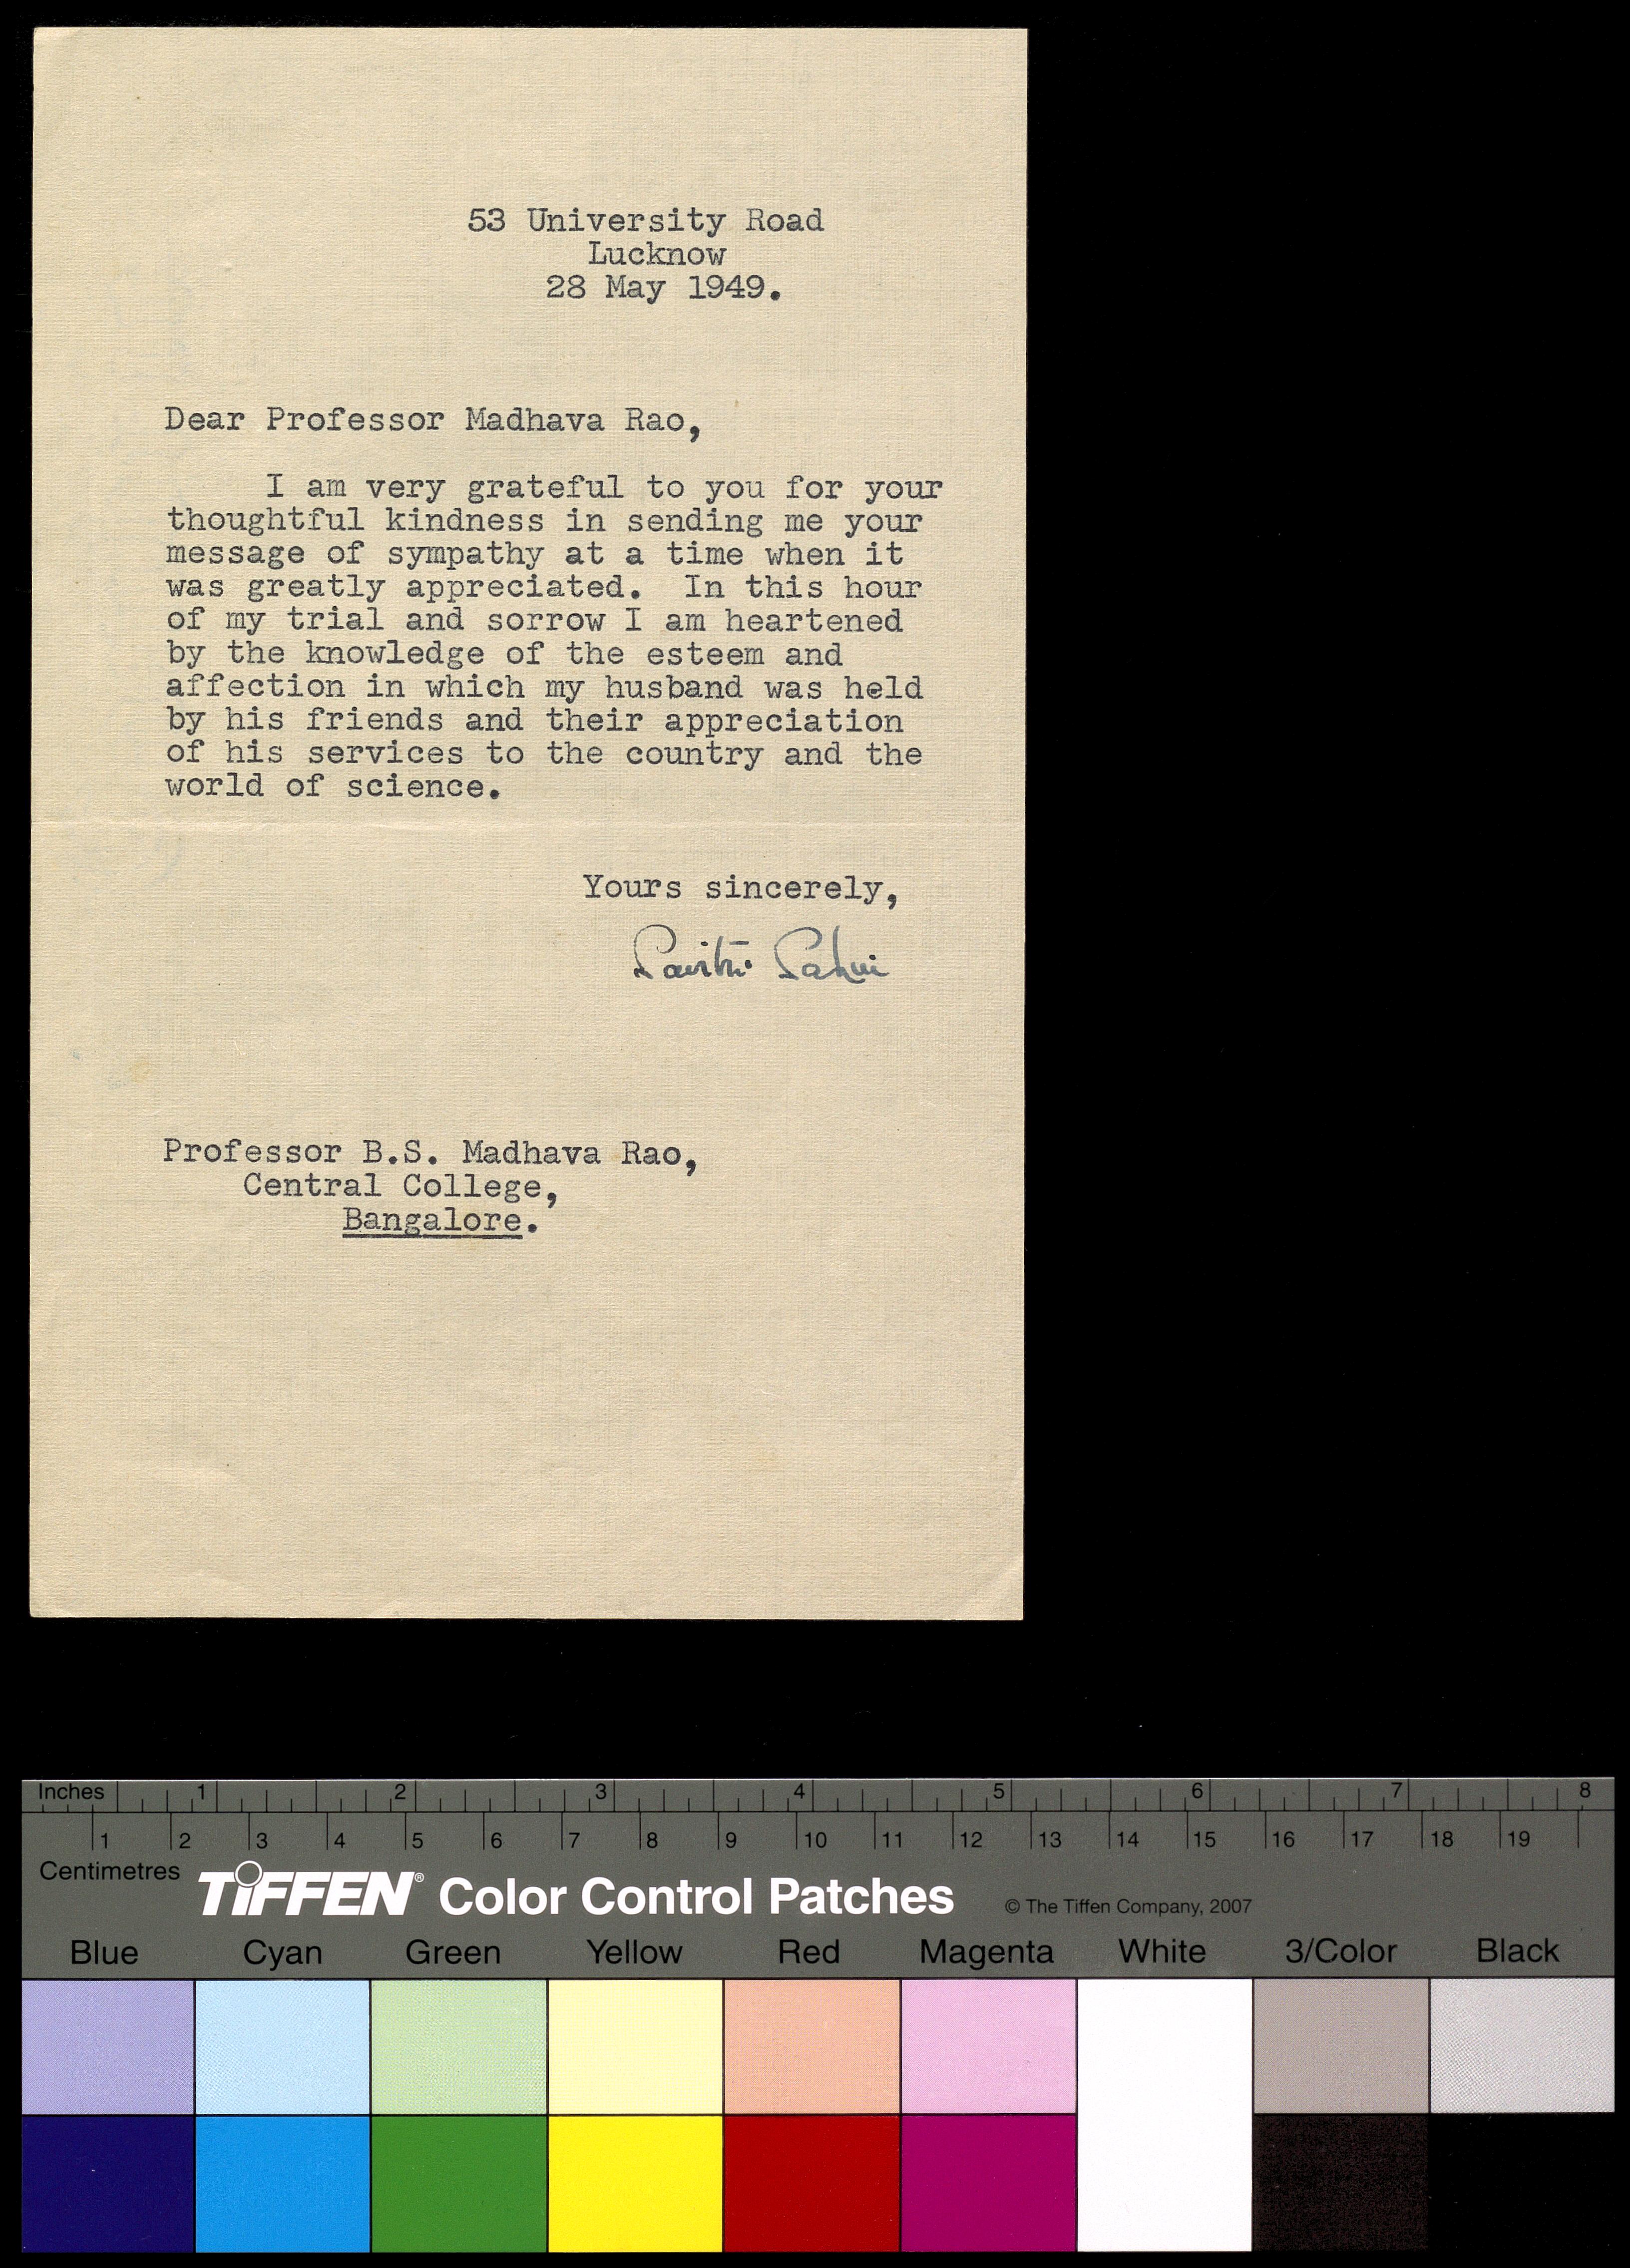 53 University Road
Lucknow
28 May 1949.
Dear Professor Madhava Rao,
I am very grateful to you for your
thoughtful kindness in sending me your
message of sympathy at a time when it
was greatly appreciated. In this hour
of my trial and sorrow I am heartened
by the knowledge of the esteem and
affection in which my husband was held
by his friends and their appreciation
of his services to the country and the
world of science.
Yours sincerely,
Savitri Sahni
Professor B.S. Madhava Rao,
Central College,
Bangalore.
Inches 1 2 3 4 5 6 7 8
1 2 3 4 5 6 7 8 9 10 11 12 13 14 15 16 17 18 19
Centimetres
TIFFEN® Color Control Patches © The Tiffen Company, 2007
Blue Cyan Green Yellow Red Magenta White 3/Color Black